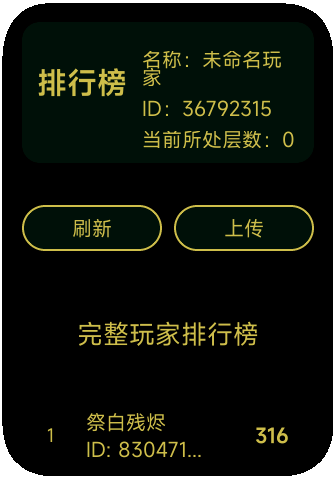 排行榜
名称：未命名玩
家
ID：36792315
当前所处层数：0
刷新
上传
完整玩家排行榜
1
祭白残烬
ID: 830471...
316